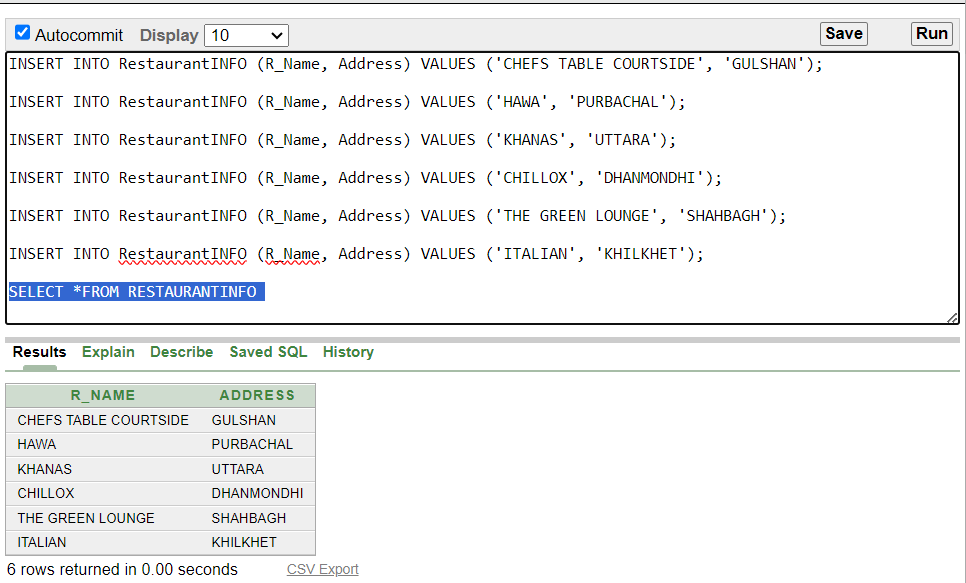 Autocommit Display 10 Save Run
INSERT INTO RestaurantINFO (R_Name, Address) VALUES ('CHEFS TABLE COURTSIDE', 'GULSHAN');
INSERT INTO RestaurantINFO (R_Name, Address) VALUES ('HAWA', 'PURBACHAL');
INSERT INTO RestaurantINFO (R_Name, Address) VALUES ('KHANAS', 'UTTARA');
INSERT INTO RestaurantINFO (R_Name, Address) VALUES ('CHILLOX', 'DHANMONDHI');
INSERT INTO RestaurantINFO (R_Name, Address) VALUES ('THE GREEN LOUNGE', 'SHAHBAGH');
INSERT INTO RestaurantINFO (R_Name, Address) VALUES ('ITALIAN', 'KHILKHET');
SELECT *FROM RESTAURANTINFO
Results Explain Describe Saved SQL History
R_NAME ADDRESS
CHEFS TABLE COURTSIDE GULSHAN
HAWA PURBACHAL
KHANAS UTTARA
CHILLOX DHANMONDHI
THE GREEN LOUNGE SHAHBAGH
ITALIAN KHILKHET
6 rows returned in 0.00 seconds CSV Export